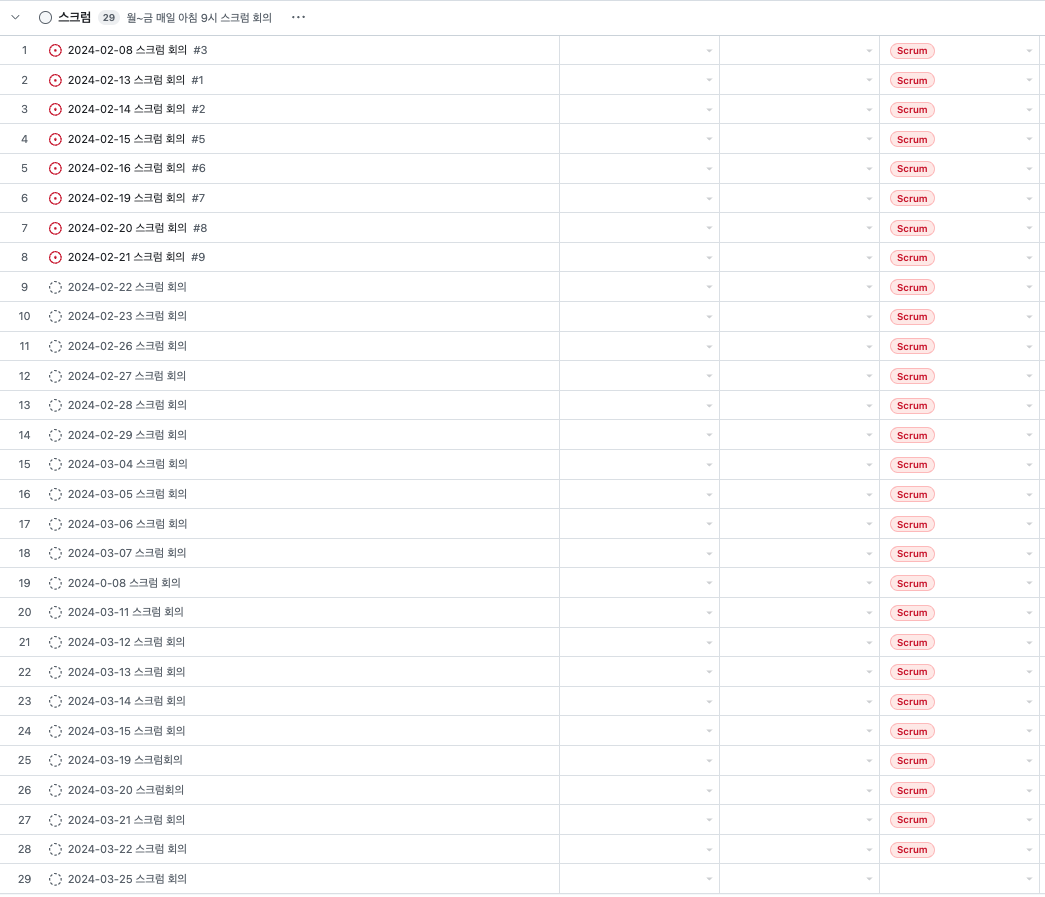 스크럼 29 월~금 매일 아침 9시 스크럼 회의 ...
1 2024-02-08 스크럼 회의 #3 Scrum
2 2024-02-13 스크럼 회의 #1 Scrum
3 2024-02-14 스크럼 회의 #2 Scrum
4 2024-02-15 스크럼 회의 #5 Scrum
5 2024-02-16 스크럼 회의 #6 Scrum
6 2024-02-19 스크럼 회의 #7 Scrum
7 2024-02-20 스크럼 회의 #8 Scrum
8 2024-02-21 스크럼 회의 #9 Scrum
9 2024-02-22 스크럼 회의 Scrum
10 2024-02-23 스크럼 회의 Scrum
11 2024-02-26 스크럼 회의 Scrum
12 2024-02-27 스크럼 회의 Scrum
13 2024-02-28 스크럼 회의 Scrum
14 2024-02-29 스크럼 회의 Scrum
15 2024-03-04 스크럼 회의 Scrum
16 2024-03-05 스크럼 회의 Scrum
17 2024-03-06 스크럼 회의 Scrum
18 2024-03-07 스크럼 회의 Scrum
19 2024-0-08 스크럼 회의 Scrum
20 2024-03-11 스크럼 회의 Scrum
21 2024-03-12 스크럼 회의 Scrum
22 2024-03-13 스크럼 회의 Scrum
23 2024-03-14 스크럼 회의 Scrum
24 2024-03-15 스크럼 회의 Scrum
25 2024-03-19 스크럼회의 Scrum
26 2024-03-20 스크럼회의 Scrum
27 2024-03-21 스크럼 회의 Scrum
28 2024-03-22 스크럼 회의 Scrum
29 2024-03-25 스크럼 회의